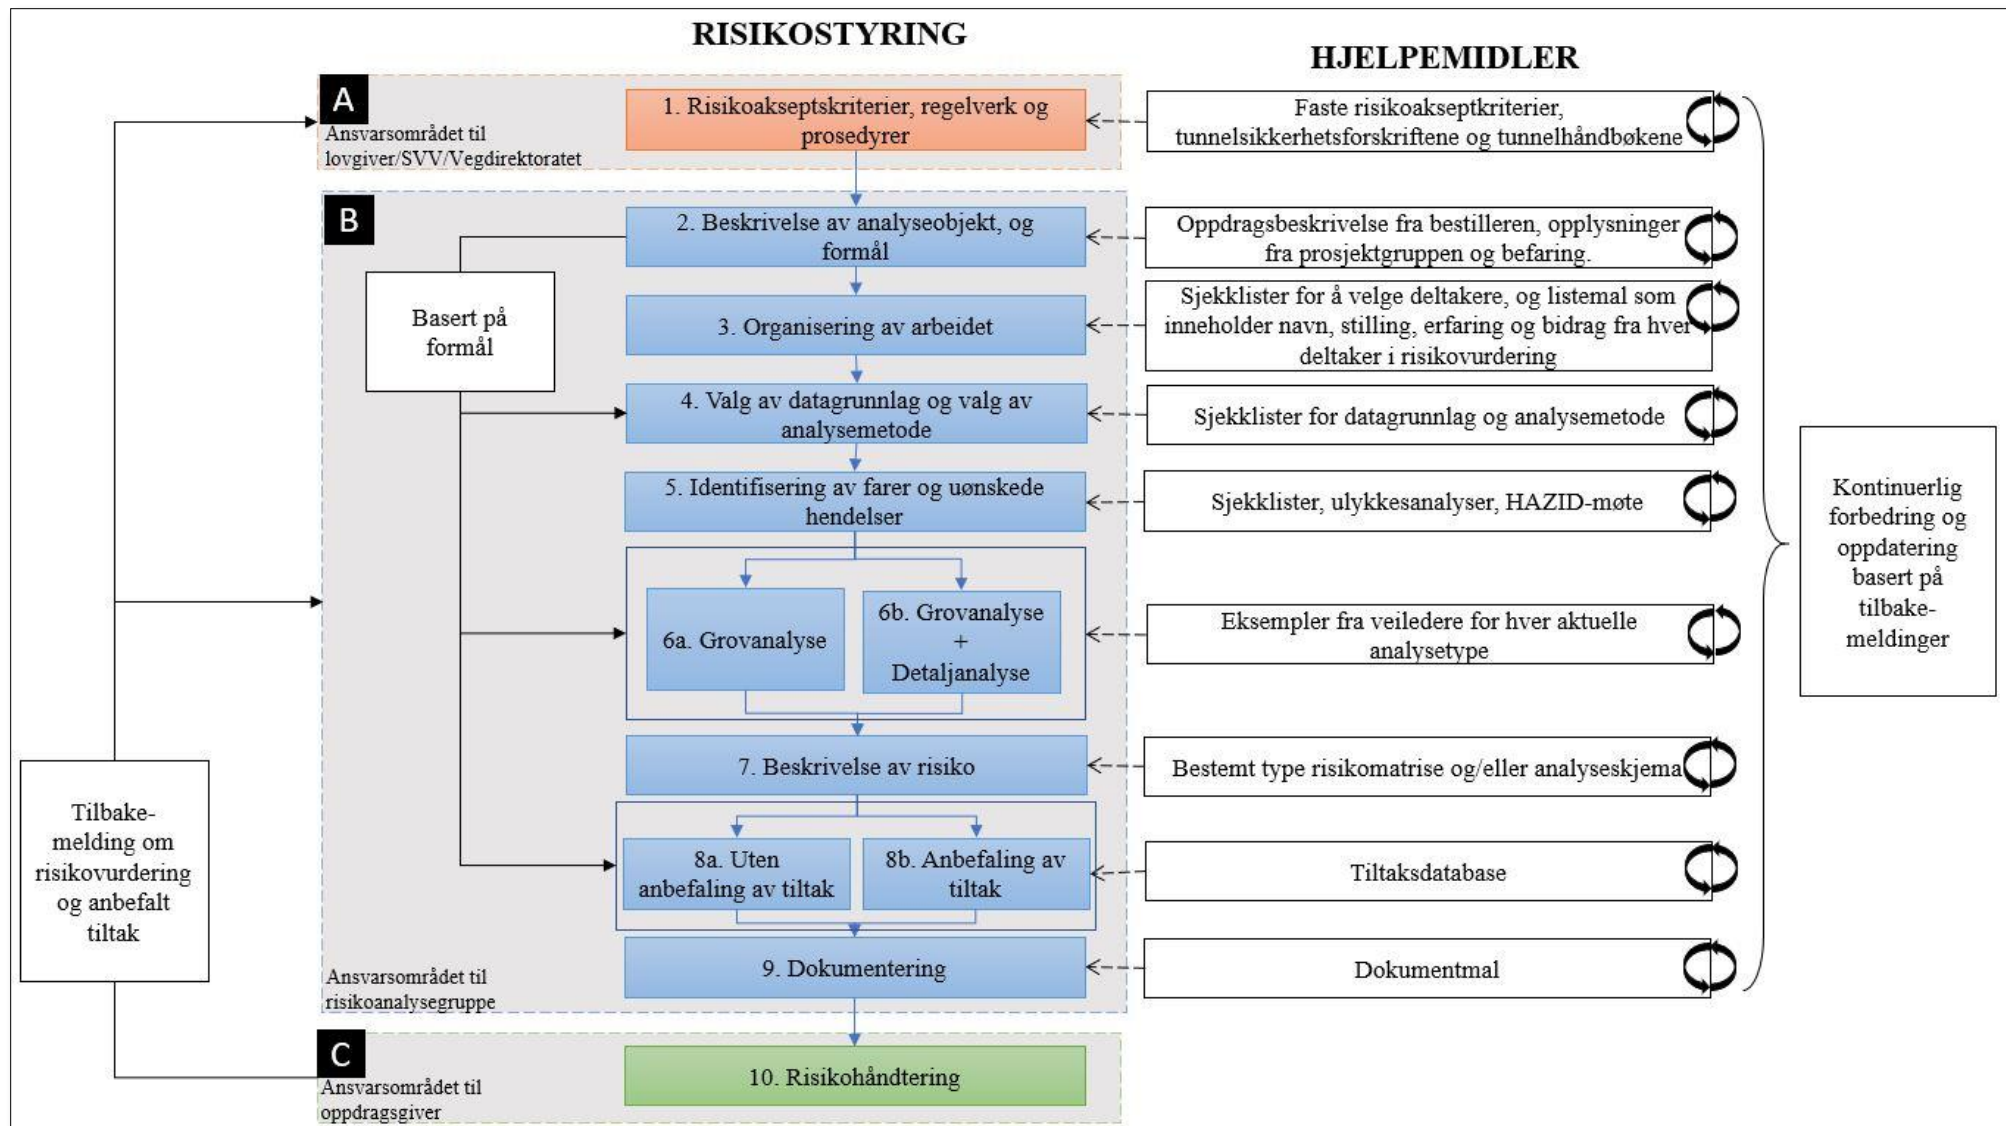 RISIKOSTYRING
HJELPEMIDLER
A
Ansvarsområdet til
lovgiver/SVV/Vegdirektoratet
1. Risikoakseptskriterier, regelverk og
prosedyrer
Faste risikoakseptkriterier,
tunnelsikkerhetsforskriftene og tunnelhåndbøkene
B
2. Beskrivelse av analyseobjekt, og
formål
Oppdragsbeskrivelse fra bestilleren, opplysninger
fra prosjektgruppen og befaring.
Basert på
formål
3. Organisering av arbeidet
Sjekklister for å velge deltakere, og listemal som
inneholder navn, stilling, erfaring og bidrag fra hver
deltaker i risikovurdering
4. Valg av datagrunnlag og valg av
analysemetode
Sjekklister for datagrunnlag og analysemetode
5. Identifisering av farer og uønskede
hendelser
Sjekklister, ulykkesanalyser, HAZID-møte
6a. Grovanalyse
6b. Grovanalyse
+
Detaljanalyse
Eksempler fra veiledere for hver aktuelle
analysetype
7. Beskrivelse av risiko
Bestemt type risikomatrise og/eller analyseskjema
8a. Uten
anbefaling av tiltak
8b. Anbefaling av
tiltak
Tiltaksdatabase
9. Dokumentering
Dokumentmal
Ansvarsområdet til
risikoanalysegruppe
C
Ansvarsområdet til
oppdragsgiver
10. Risikohåndtering
Tilbake-
melding om
risikovurdering
og anbefalt
tiltak
Kontinuerlig
forbedring og
oppdatering
basert på
tilbake-
meldinger